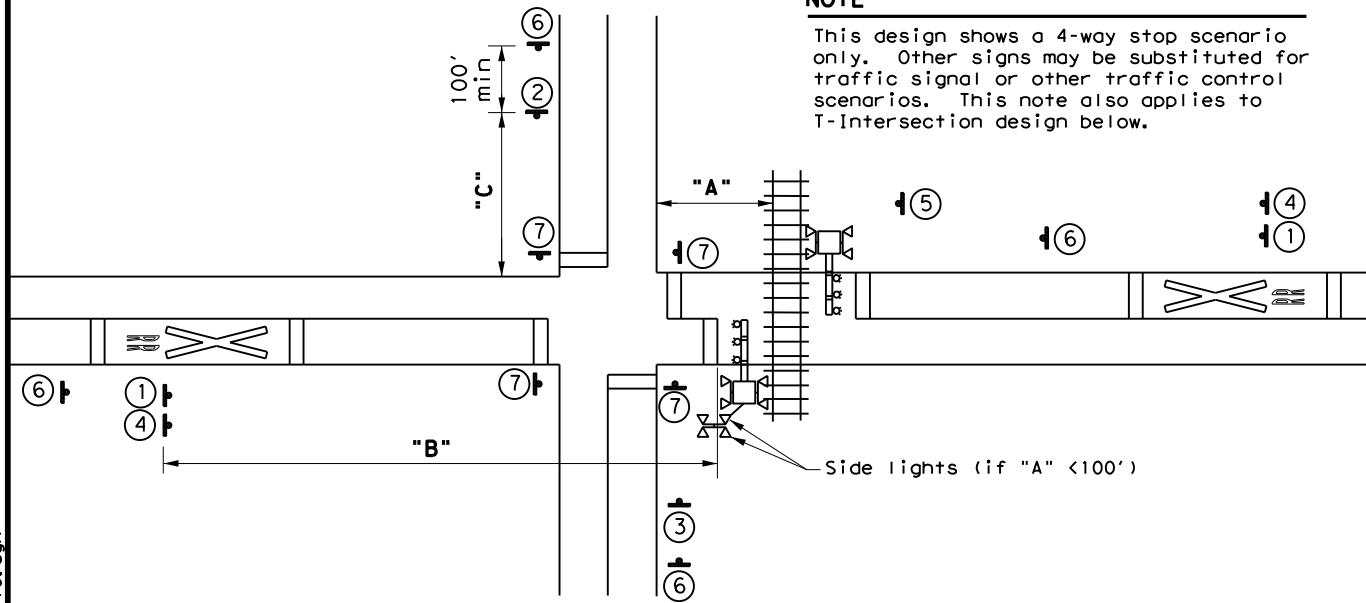 NOTE
This design shows a 4-way stop scenario
only. Other signs may be substituted for
traffic signal or other traffic control
scenarios. This note also applies to
T-Intersection design below.
6
100'
min
2
"C"
7
"A"
7
5
4
1
6
RR
RR
6
1
4
7
7
"B"
Side lights (if "A" <100')
3
6